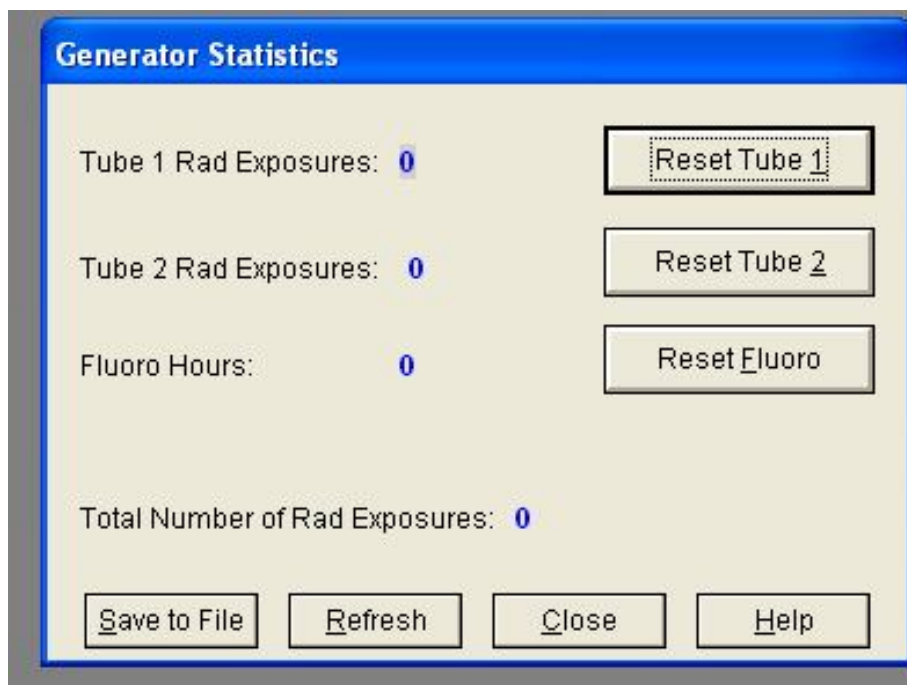 Generator Statistics
Tube 1 Rad Exposures: 0 Reset Tube 1
Tube 2 Rad Exposures: 0 Reset Tube 2
Fluoro Hours: 0 Reset Fluoro
Total Number of Rad Exposures: 0
Save to File Refresh Close Help